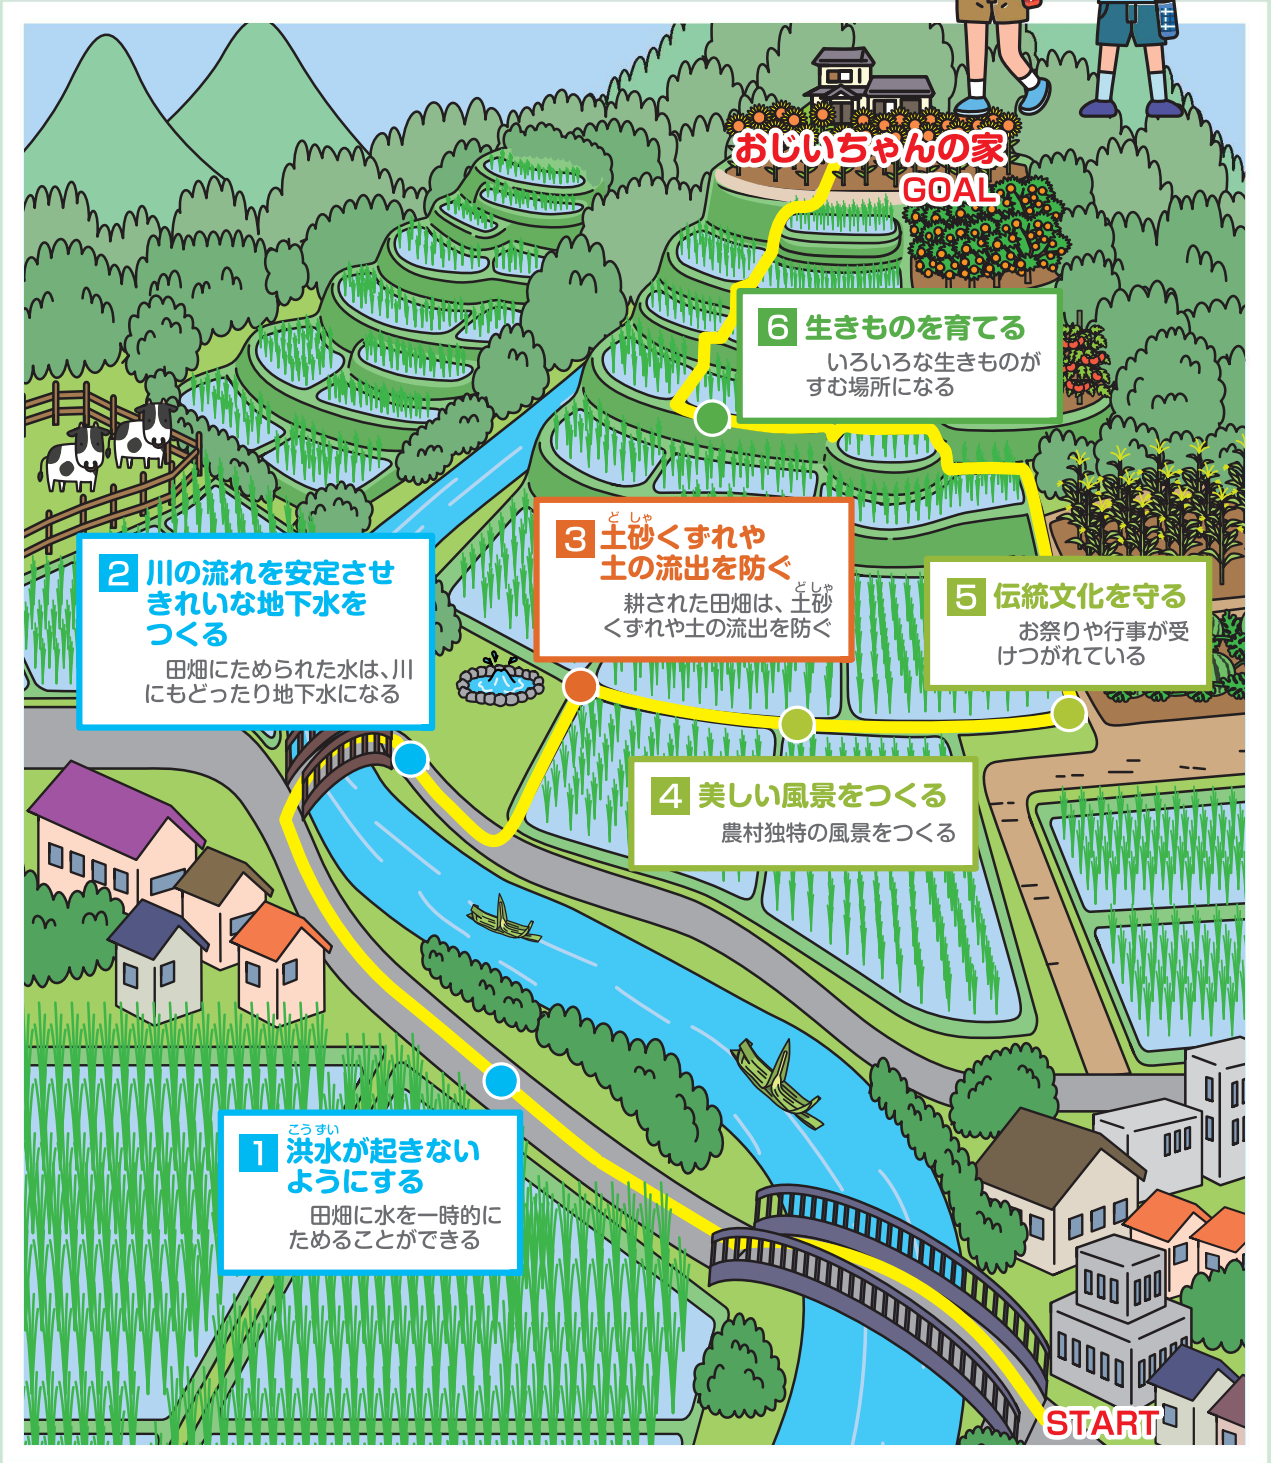 おじいちゃんの家
GOAL
6 生きものを育てる
いろいろな生きものが
すむ場所になる
2 川の流れを安定させ
きれいな地下水を
つくる
田畑にためられた水は、川
にもどったり地下水になる
どしゃ
3 土砂くずれや
土の流出を防ぐ
どしゃ
耕された田畑は、土砂
くずれや土の流出を防ぐ
5 伝統文化を守る
お祭りや行事が受
けつがれている
4 美しい風景をつくる
農村独特の風景をつくる
こうずい
1 洪水が起きない
ようにする
田畑に水を一時的に
ためることができる
START